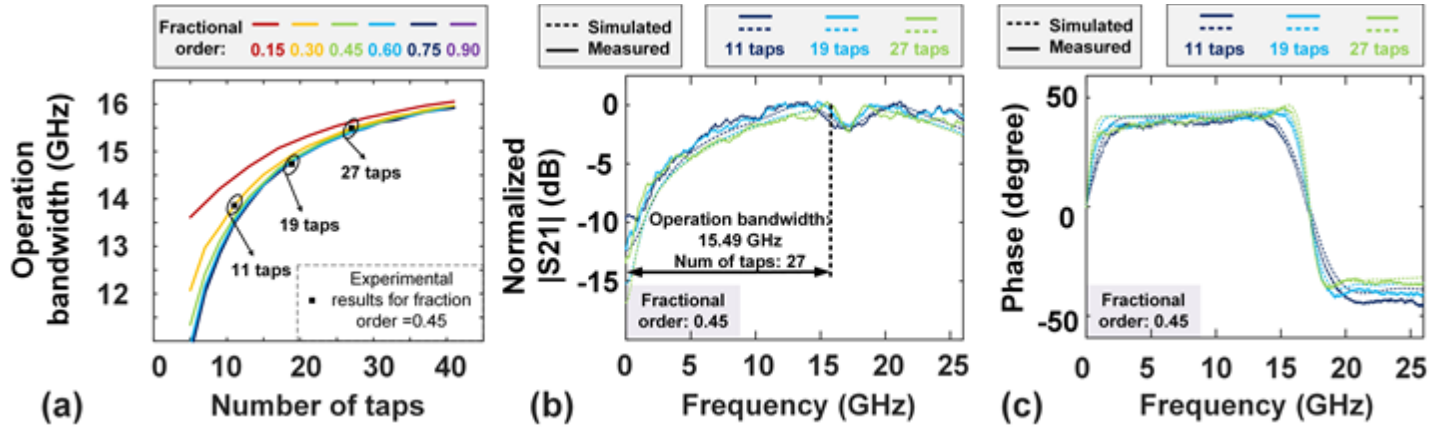 Fractional
order: 0.15 0.30 0.45 0.60 0.75 0.90
Operation
bandwidth (GHz)
16
15
14
13
12
27 taps
19 taps
11 taps
Experimental
results for fraction
order =0.45
0 10 20 30 40
(a) Number of taps
Simulated
Measured
11 taps 19 taps 27 taps
Normalized
|S21| (dB)
0
-5
-10
-15
Operation bandwidth:
15.49 GHz
Num of taps: 27
Fractional
order: 0.45
0 5 10 15 20 25
(b) Frequency (GHz)
Simulated
Measured
11 taps 19 taps 27 taps
Phase (degree)
50
0
-50
Fractional
order: 0.45
0 5 10 15 20 25
(c) Frequency (GHz)